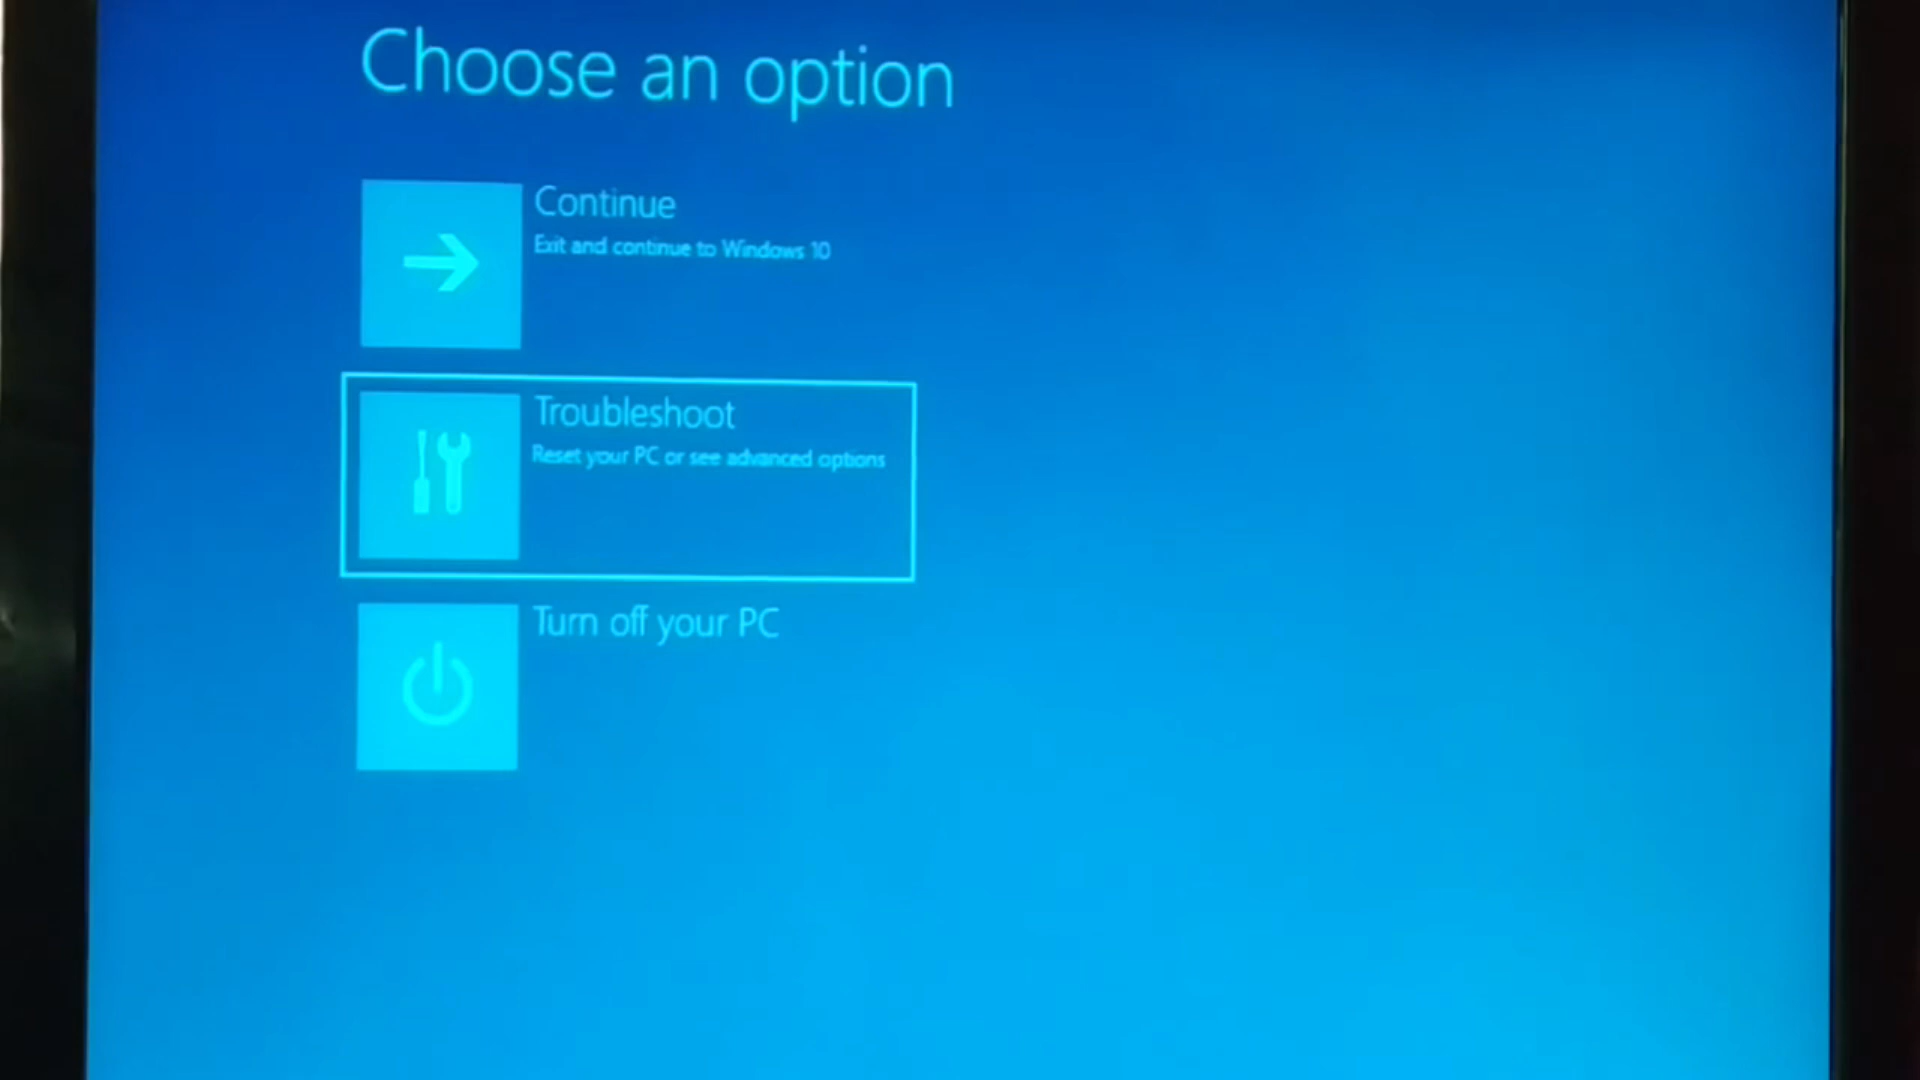 Choose an option
Continue
Exit and continue to Windows 10
Troubleshoot
Reset your PC or see advanced options
Turn off your PC